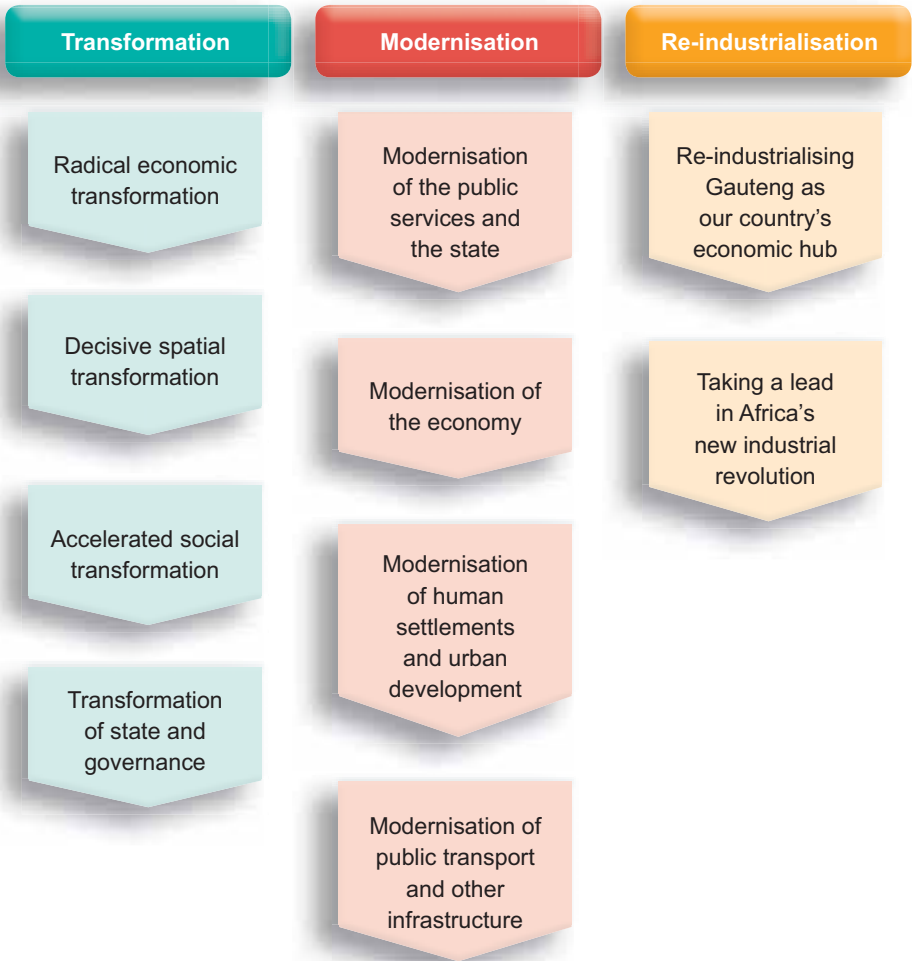 Transformation
Radical economic
transformation
Decisive spatial
transformation
Accelerated social
transformation
Transformation
of state and
governance
Modernisation
Modernisation
of the public
services and
the state
Modernisation of
the economy
Modernisation
of human
settlements
and urban
development
Modernisation of
public transport
and other
infrastructure
Re-industrialisation
Re-industrialising
Gauteng as
our country's
economic hub
Taking a lead
in Africa's
new industrial
revolution